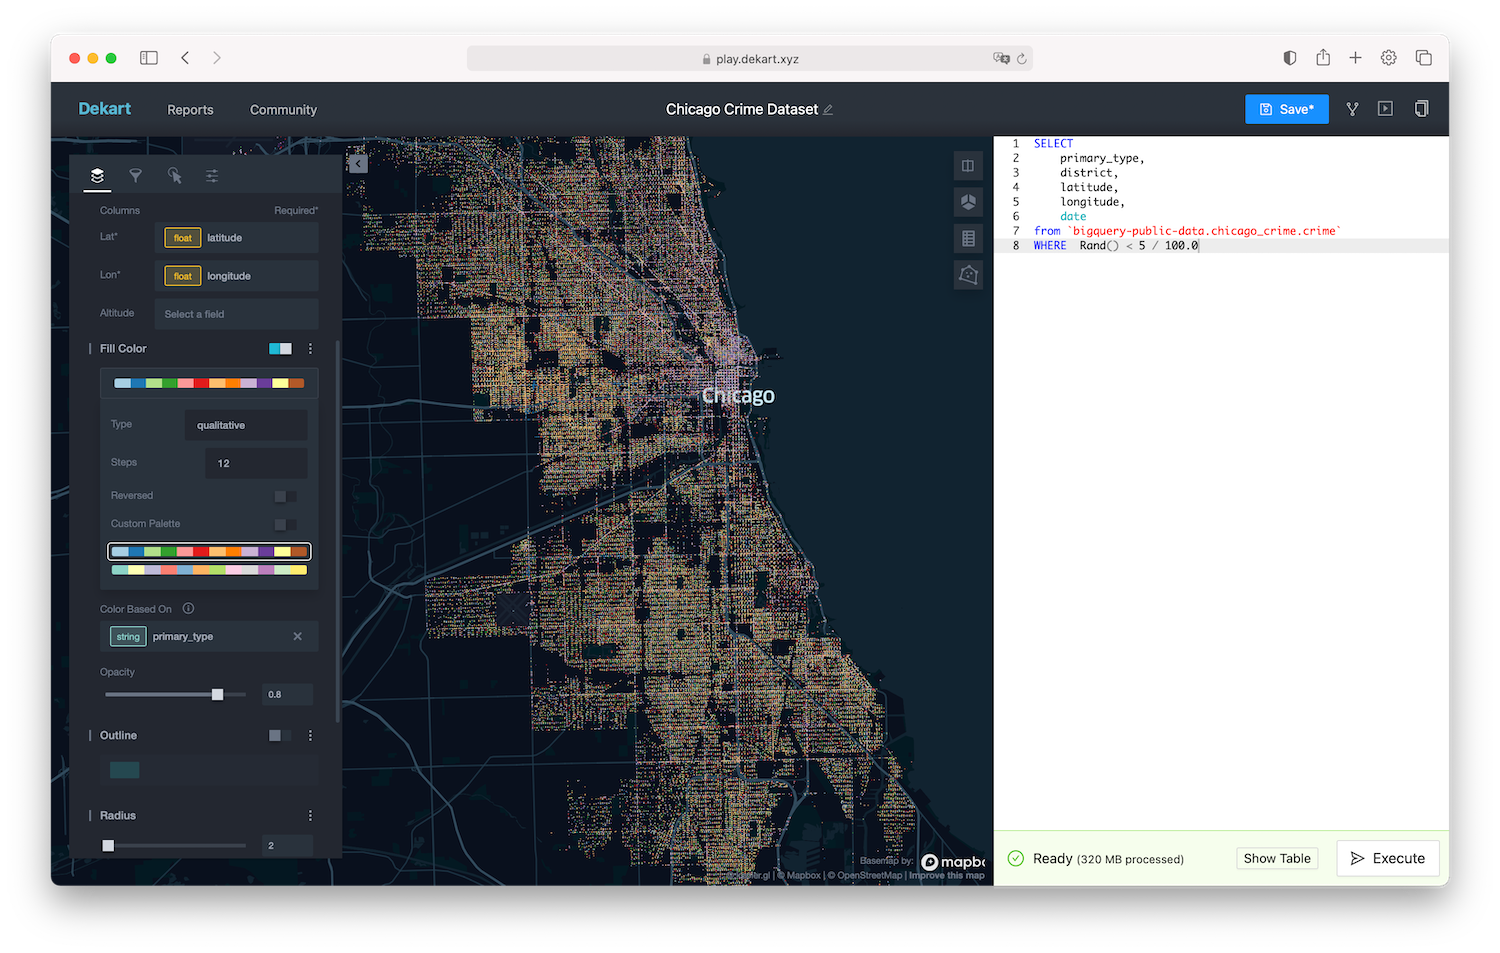 play.dekart.xyz
Dekart
Reports
Community
Chicago Crime Dataset
Save*
Columns
Required*
Lat*
float latitude
Lon*
float longitude
Altitude
Select a field
Fill Color
Type
qualitative
Steps
12
Reversed
Custom Palette
Color Based On
string primary_type
Opacity
0.8
Outline
Radius
2
Chicago
Basemap by:
mapbo
| © Mapbox | © OpenStreetMap | Improve this map
1 SELECT
2 primary_type,
3 district,
4 latitude,
5 longitude,
6 date
7 from `bigquery-public-data.chicago_crime.crime`
8 WHERE Rand() < 5 / 100.0
Ready (320 MB processed)
Show Table
Execute